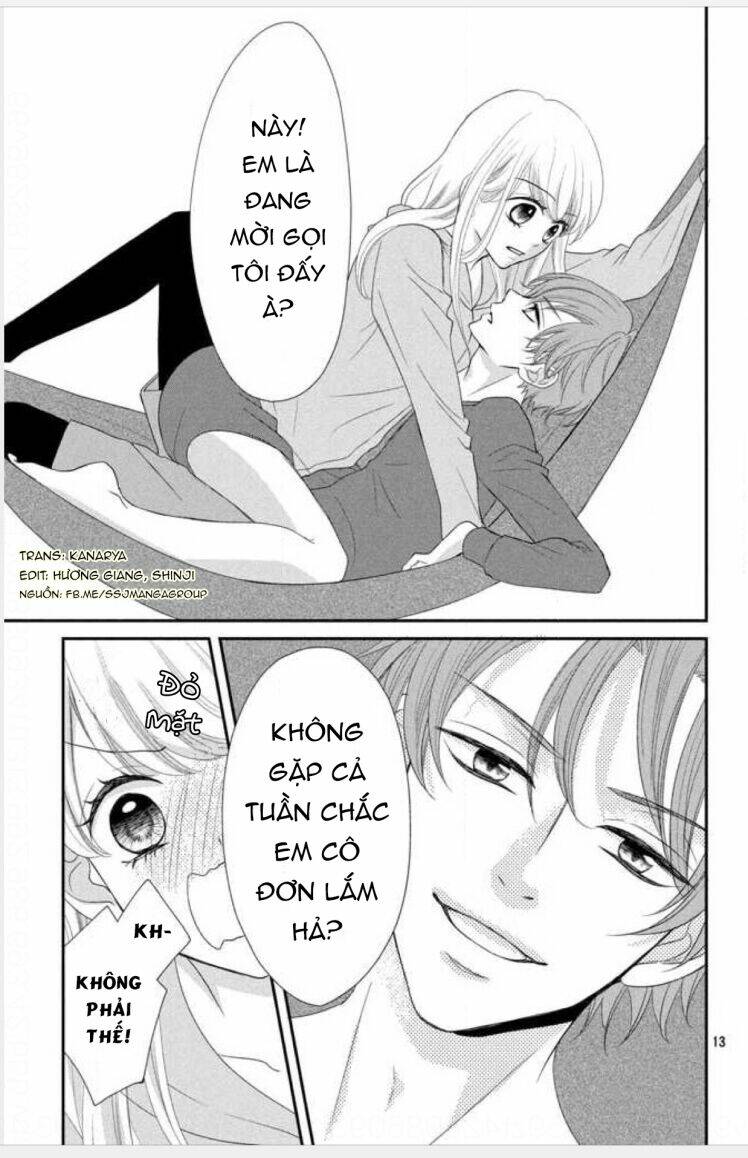 NÀY!
EM LÀ
ĐANG
MỜI GỌI
TÔI ĐẤY
À?
TRANS: KANARYA
EDIT: HƯƠNG GIANG, SHINJI
NGUỒN: FB.ME/SSJMANGAGROUP
ĐỎ
MẶT
KHÔNG
GẶP CẢ
TUẦN CHẮC
EM CÔ
ĐƠN LẮM
HẢ?
KH-
KHÔNG
PHẢI
THẾ!
13